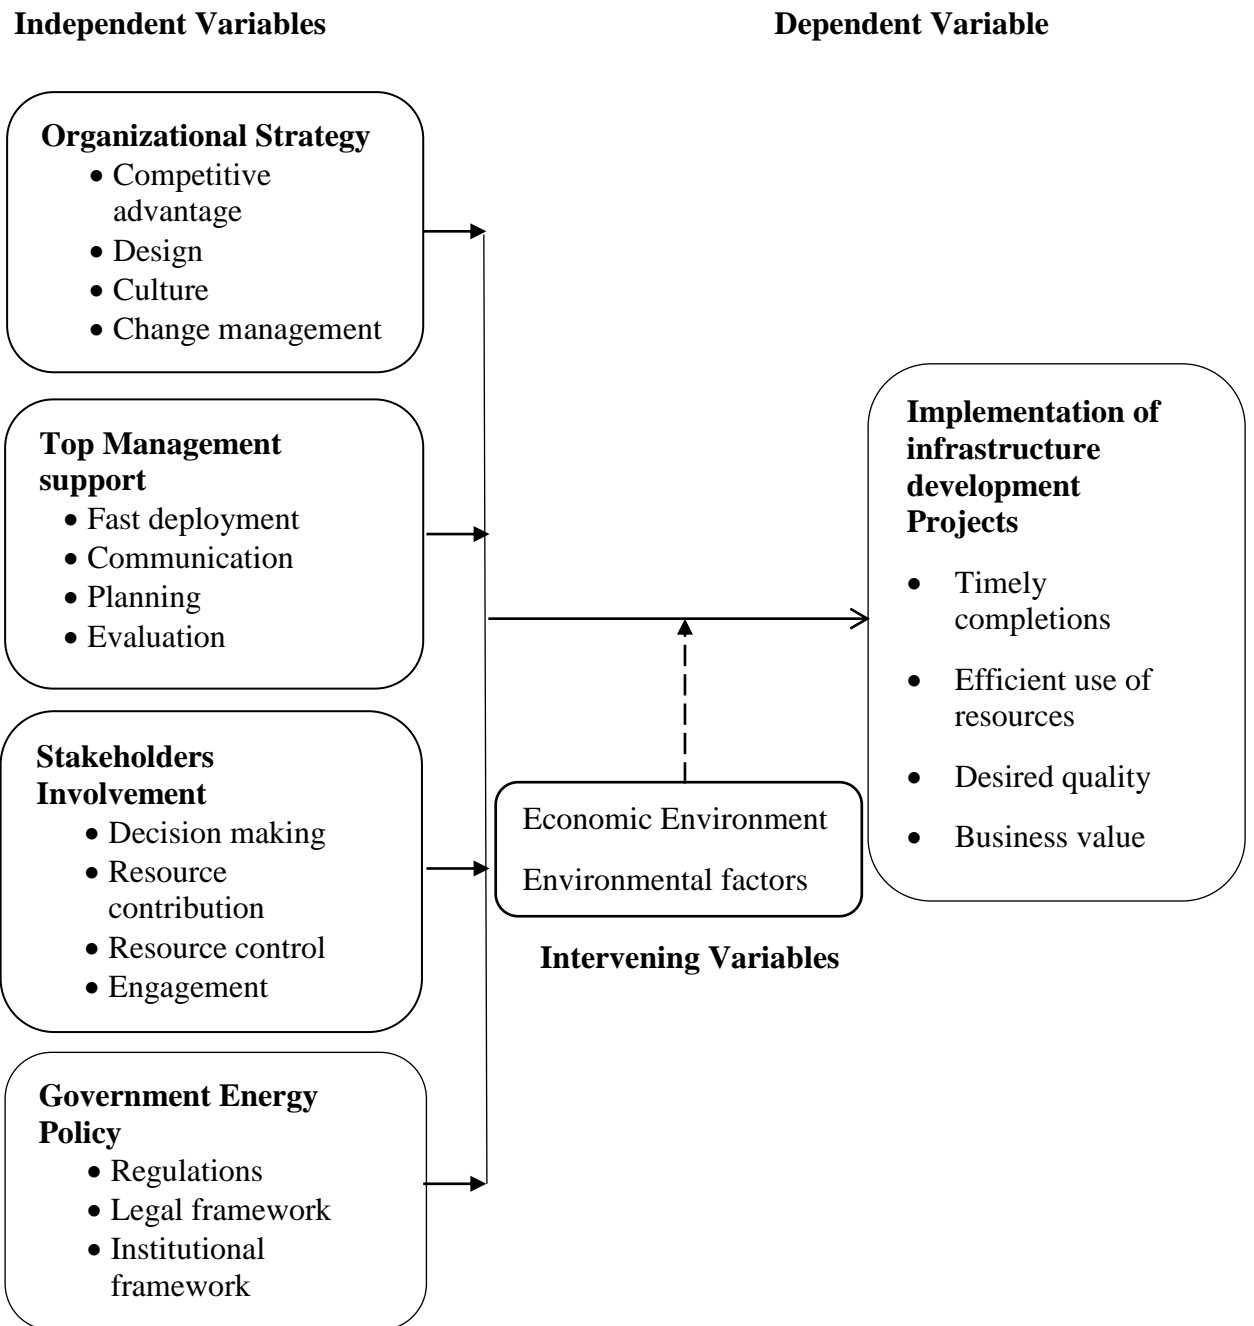 Independent Variables
Dependent Variable
Organizational Strategy
• Competitive
advantage
• Design
• Culture
• Change management
Top Management
support
• Fast deployment
• Communication
• Planning
• Evaluation
Stakeholders
Involvement
• Decision making
• Resource
contribution
• Resource control
• Engagement
Government Energy
Policy
• Regulations
• Legal framework
• Institutional
framework
Economic Environment
Environmental factors
Intervening Variables
Implementation of
infrastructure
development
Projects
• Timely
completions
• Efficient use of
resources
• Desired quality
• Business value